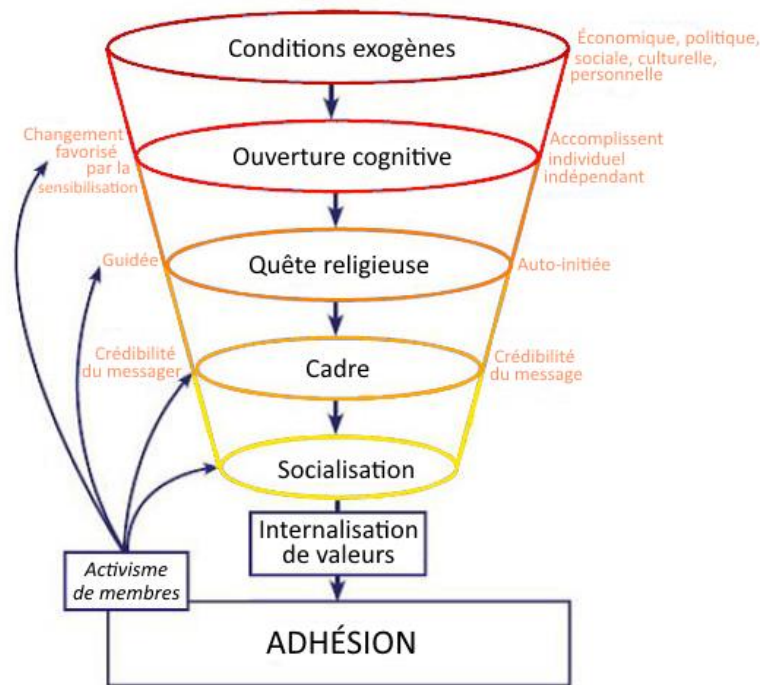 Conditions exogènes
Économique, politique,
sociale, culturelle,
personnelle
Changement
favorisé
par la
sensibilisation
Ouverture cognitive
Accomplissent
individuel
indépendant
Guidée
Quête religieuse
Auto-initiée
Crédibilité
du messager
Cadre
Crédibilité
du message
Socialisation
Internalisation
de valeurs
Activisme
de membres
ADHÉSION